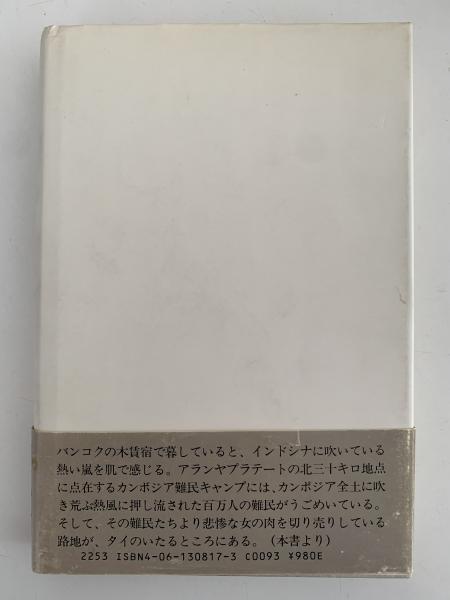 バンコクの木賃宿で暮していると、インドシナに吹いている
熱い嵐を肌で感じる。アランヤプラテートの北三十キロ地点
に点在するカンボジア難民キャンプには、カンボジア全土に吹
き荒ぶ熱風に押し流された百万人の難民がうごめいている。
そして、その難民たちより悲惨な女の肉を切り売りしている
路地が、タイのいたるところにある。（本書より）
2253 ISBN4-06-130817-3 C0093 ¥980E